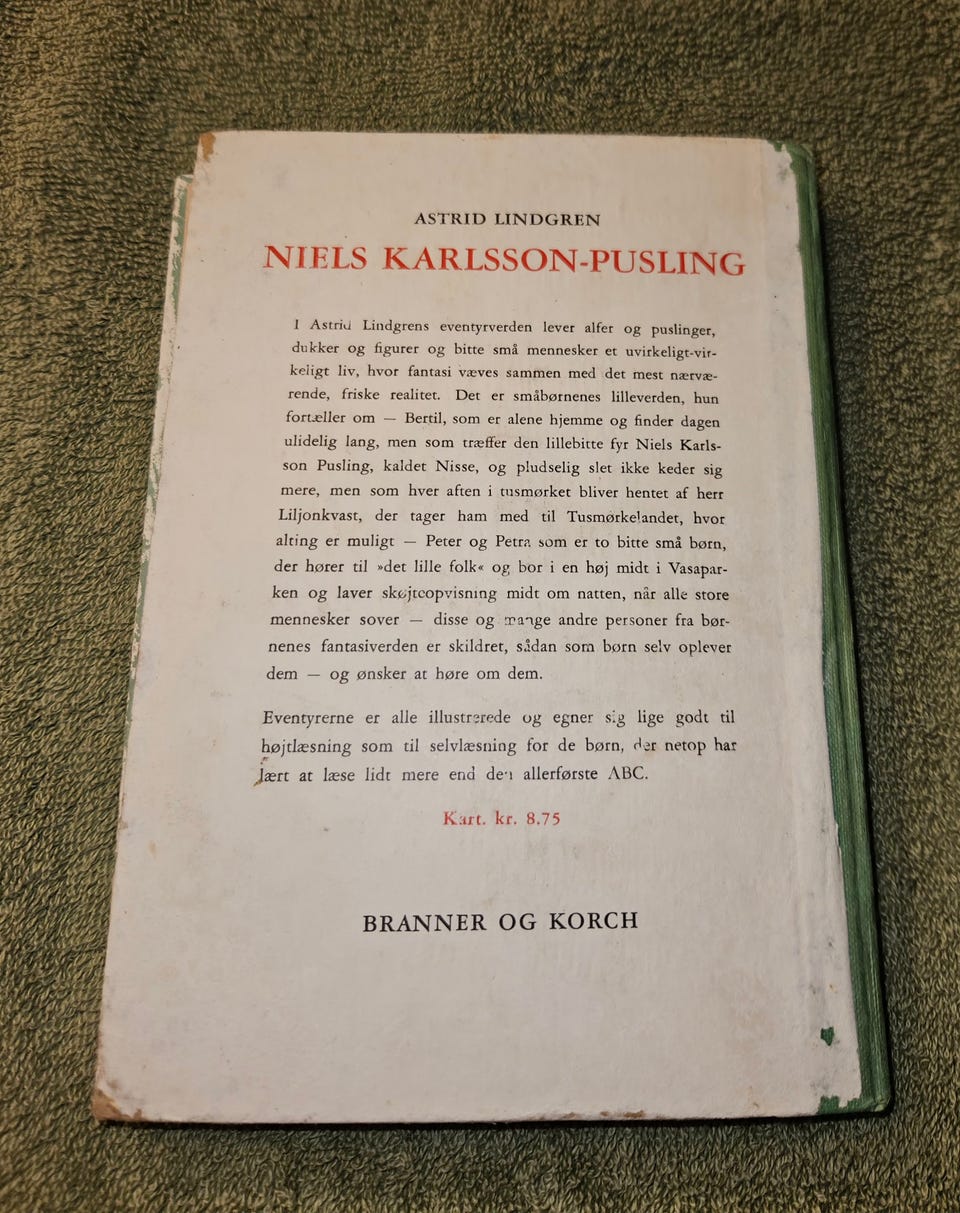 ASTRID LINDGREN
NIELS KARLSSON-PUSLING
I Astrid Lindgrens eventyrverden lever alfer og puslinger,
dukker og figurer og bitte små mennesker et uvirkeligt-vir-
keligt liv, hvor fantasi væves sammen med det mest nærvæ-
rende, friske realitet. Det er småbørnenes lilleverden, hun
fortæller om — Bertil, som er alene hjemme og finder dagen
ulidelig lang, men som træffer den lillebitte fyr Niels Karls-
son Pusling, kaldet Nisse, og pludselig slet ikke keder sig
mere, men som hver aften i tusmørket bliver hentet af herr
Liljonkvast, der tager ham med til Tusmørkelandet, hvor
alting er muligt — Peter og Petra som er to bitte små børn,
der hører til »det lille folk« og bor i en høj midt i Vasapar-
ken og laver skøjteopvisning midt om natten, når alle store
mennesker sover — disse og mange andre personer fra bør-
nenes fantasiverden er skildret, sådan som børn selv oplever
dem — og ønsker at høre om dem.
Eventyrerne er alle illustrerede og egner sig lige godt til
højtlæsning som til selvlæsning for de børn, der netop har
lært at læse lidt mere end den allerførste ABC.
Kart. kr. 8.75
BRANNER OG KORCH